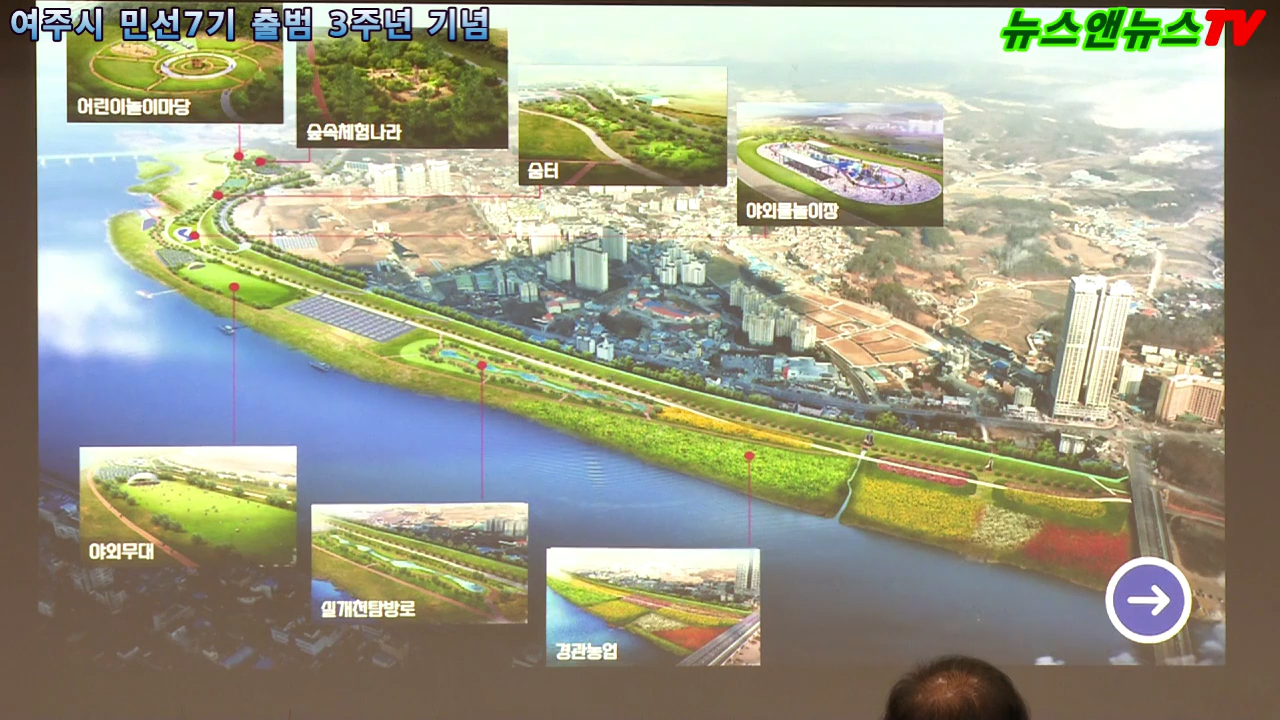 여주시 민선7기 출범 3주년 기념
뉴스앤뉴스TV
어린이놀이마당
숲속체험나라
숨터
야외물놀이장
야외무대
실개천탐방로
경관농업